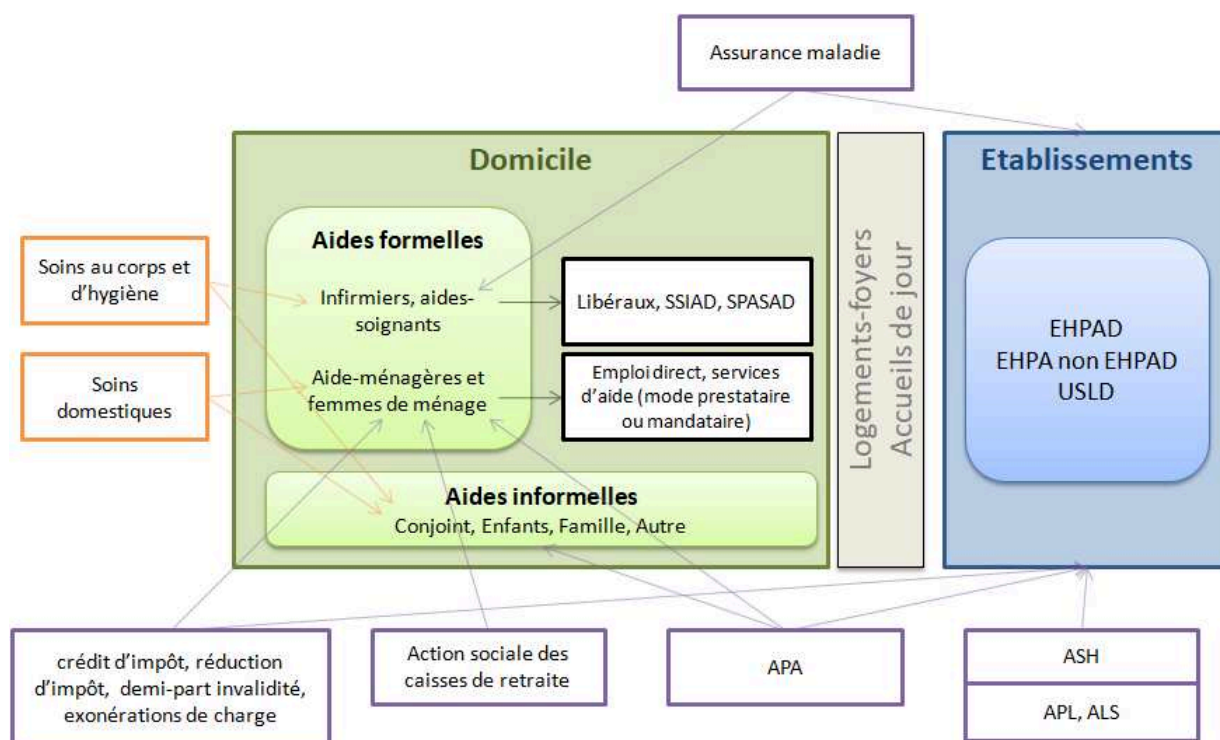 Assurance maladie
Domicile
Etablissements
Aides formelles
Soins au corps et
d'hygiène
Infirmiers, aides-
soignants
Libéraux, SSIAD, SPASAD
Soins
domestiques
Aide-ménagères et
femmes de ménage
Emploi direct, services
d'aide (mode prestataire
ou mandataire)
Logements-foyers
Accueils de jour
EHPAD
EHPA non EHPAD
USLD
Aides informelles
Conjoint, Enfants, Famille, Autre
crédit d'impôt, réduction
d'impôt, demi-part invalidité,
exonérations de charge
Action sociale des
caisses de retraite
APA
ASH
APL, ALS